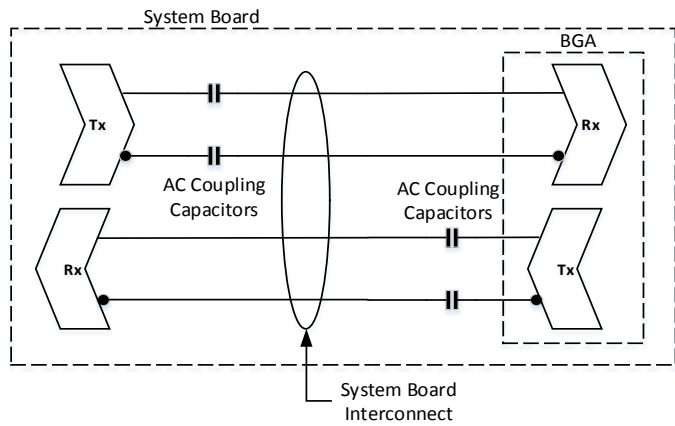 System Board
BGA
Tx
Rx
AC Coupling
Capacitors
AC Coupling
Capacitors
Rx
Tx
System Board
Interconnect